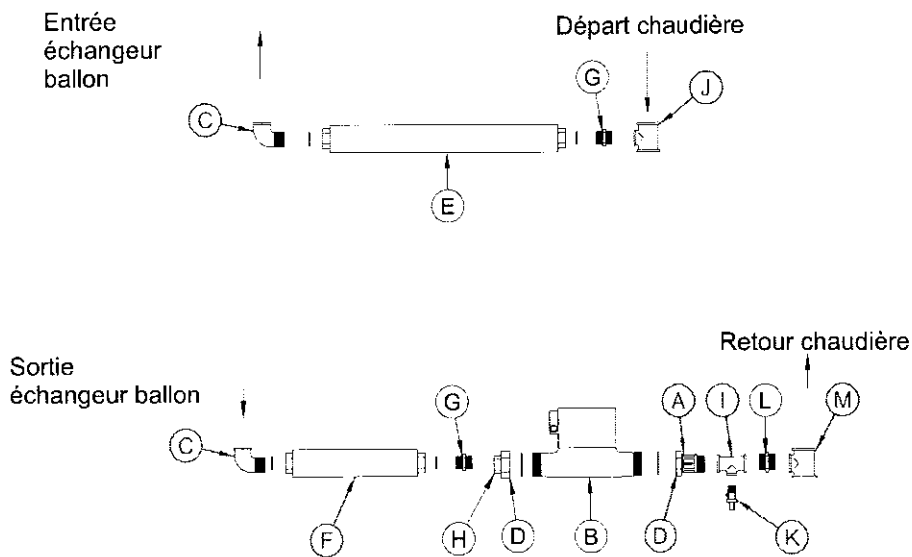 Entrée
échangeur
ballon
Départ chaudière
G
J
C
E
Retour chaudière
Sortie
échangeur ballon
G
A
I
L
M
C
F
H
D
B
D
K